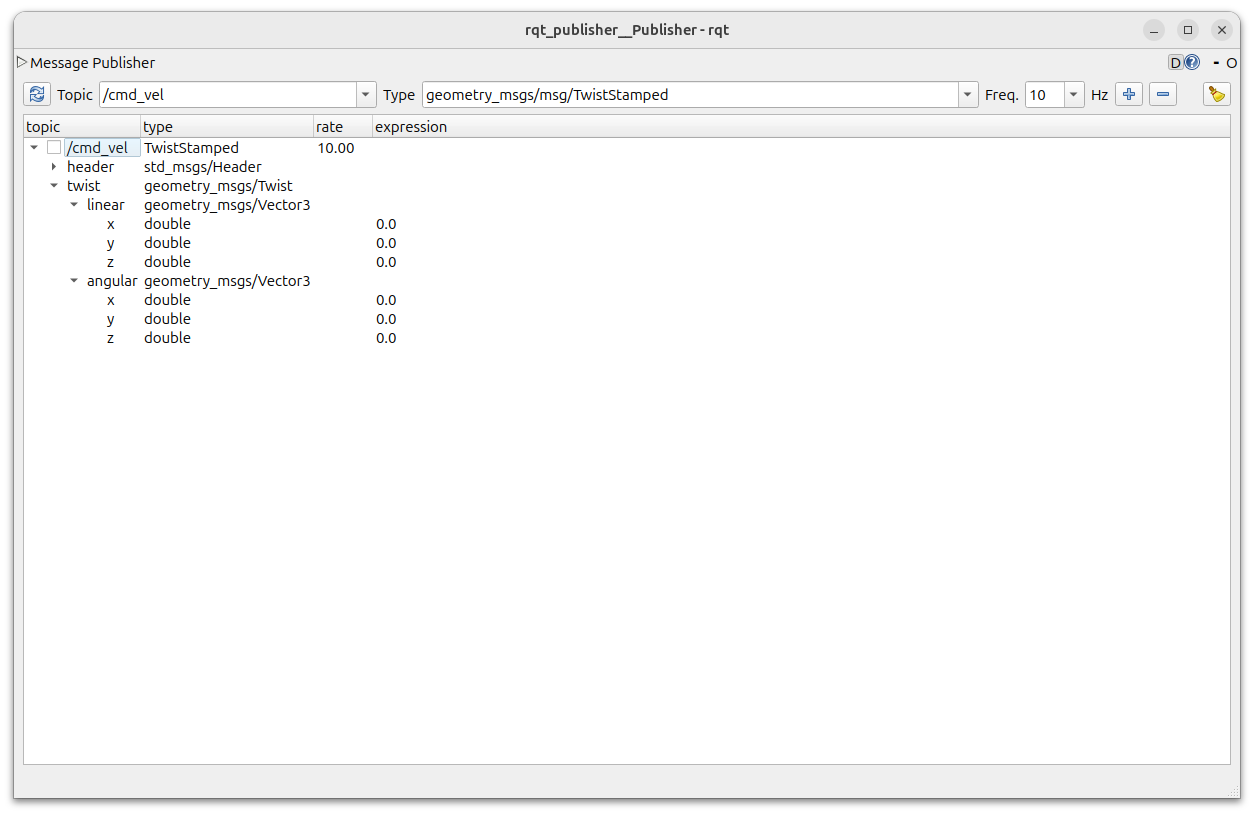 rqt_publisher__Publisher - rqt
Message Publisher D ? - O
Topic /cmd_vel Type geometry_msgs/msg/TwistStamped Freq. 10 Hz
topic type rate expression
/cmd_vel TwistStamped 10.00
header std_msgs/Header
twist geometry_msgs/Twist
linear geometry_msgs/Vector3
x double 0.0
y double 0.0
z double 0.0
angular geometry_msgs/Vector3
x double 0.0
y double 0.0
z double 0.0